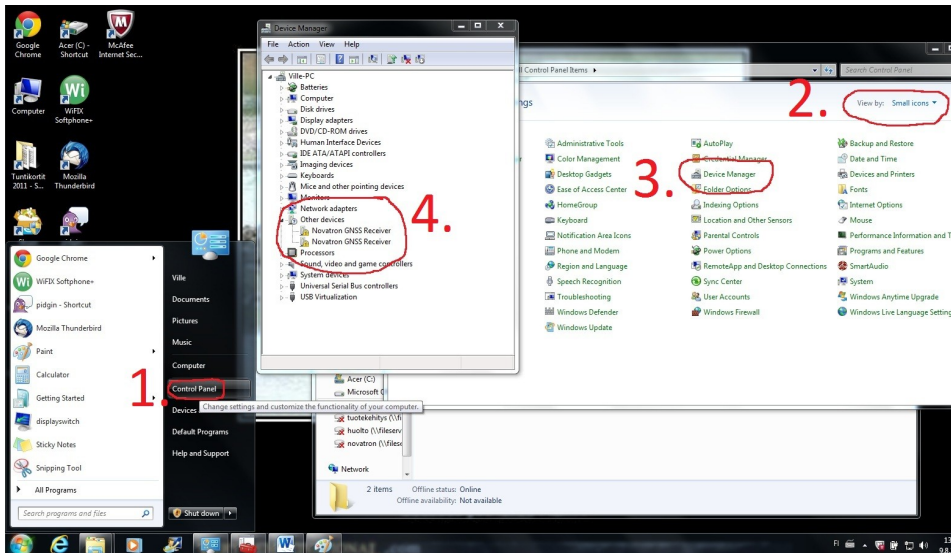 Google
Chrome
Acer (C) -
Shortcut
McAfee
Internet Sec...
Computer
WiFIX
Softphone+
Tuntikortit
2011 - S...
Mozilla
Thunderbird
Device Manager
File Action View Help
Ville-PC
Batteries
Computer
Disk drives
Display adapters
DVD/CD-ROM drives
Human Interface Devices
IDE ATA/ATAPI controllers
Imaging devices
Keyboards
Mice and other pointing devices
Monitors
Network adapters
Other devices
Novatron GNSS Receiver
Novatron GNSS Receiver
Processors
Sound, video and game controllers
System devices
Universal Serial Bus controllers
USB Virtualization
4.
ll Control Panel Items
Search Control Panel
ngs
2.
View by: Small icons
3.
Administrative Tools
Color Management
Desktop Gadgets
Ease of Access Center
HomeGroup
Keyboard
Notification Area Icons
Phone and Modem
Region and Language
Speech Recognition
Troubleshooting
Windows Defender
Windows Update
AutoPlay
Credential Manager
Device Manager
Folder Options
Indexing Options
Location and Other Sensors
Parental Controls
Power Options
RemoteApp and Desktop Connections
Sync Center
User Accounts
Windows Firewall
Backup and Restore
Date and Time
Devices and Printers
Fonts
Internet Options
Mouse
Performance Information and T
Programs and Features
SmartAudio
System
Windows Anytime Upgrade
Windows Live Language Setting
Google Chrome
WiFIX Softphone+
pidgin - Shortcut
Mozilla Thunderbird
Paint
Calculator
Getting Started
displayswitch
Sticky Notes
Snipping Tool
All Programs
Search programs and files
Ville
Documents
Pictures
Music
Computer
1.
Control Panel
Change settings and customize the functionality of your computer.
Devices
Default Programs
Help and Support
Shut down
Acer (C:)
Microsoft
tuotekehitys (\\fi
huolto (\\fileserv
novatron (\\filese
Network
2 items Offline status: Online
Offline availability: Not available
W
FI